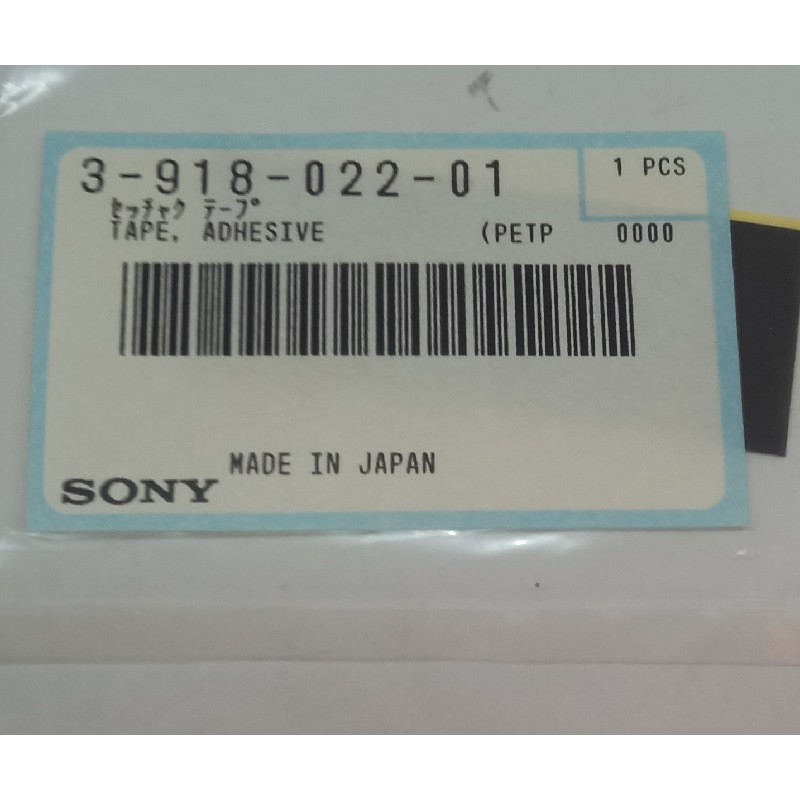 3-918-022-01
1 PCS
セッチャク テープ
TAPE, ADHESIVE (PETP 0000
MADE IN JAPAN
SONY